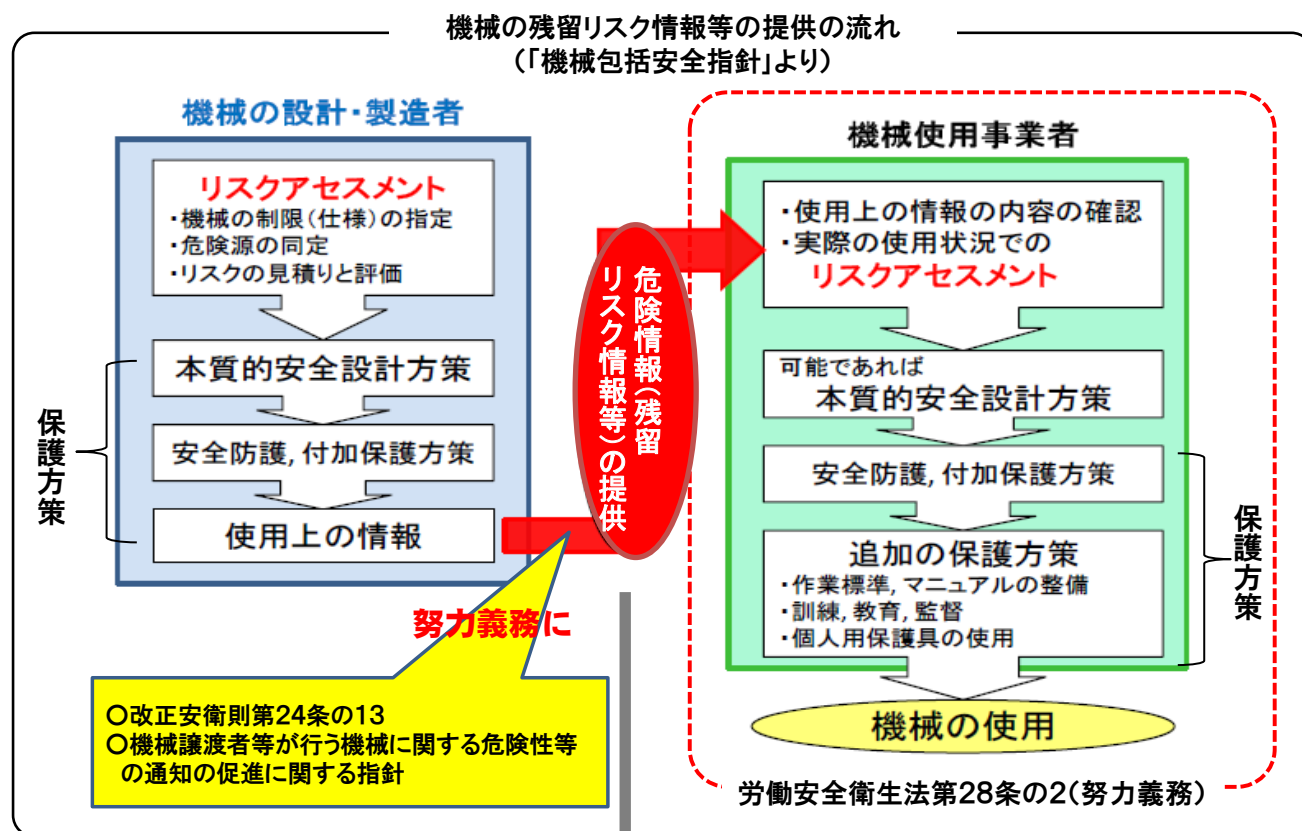 機械の残留リスク情報等の提供の流れ
(「機械包括安全指針」より)
機械の設計・製造者
リスクアセスメント
・機械の制限(仕様)の指定
・危険源の同定
・リスクの見積りと評価
本質的安全設計方策
安全防護, 付加保護方策
使用上の情報
保護方策
危険情報(残留
リスク情報等)の提供
努力義務に
○改正安衛則第24条の13
○機械譲渡者等が行う機械に関する危険性等
の通知の促進に関する指針
機械使用事業者
・使用上の情報の内容の確認
・実際の使用状況での
リスクアセスメント
可能であれば
本質的安全設計方策
安全防護, 付加保護方策
追加の保護方策
・作業標準, マニュアルの整備
・訓練, 教育, 監督
・個人用保護具の使用
保護方策
機械の使用
労働安全衛生法第28条の2(努力義務)